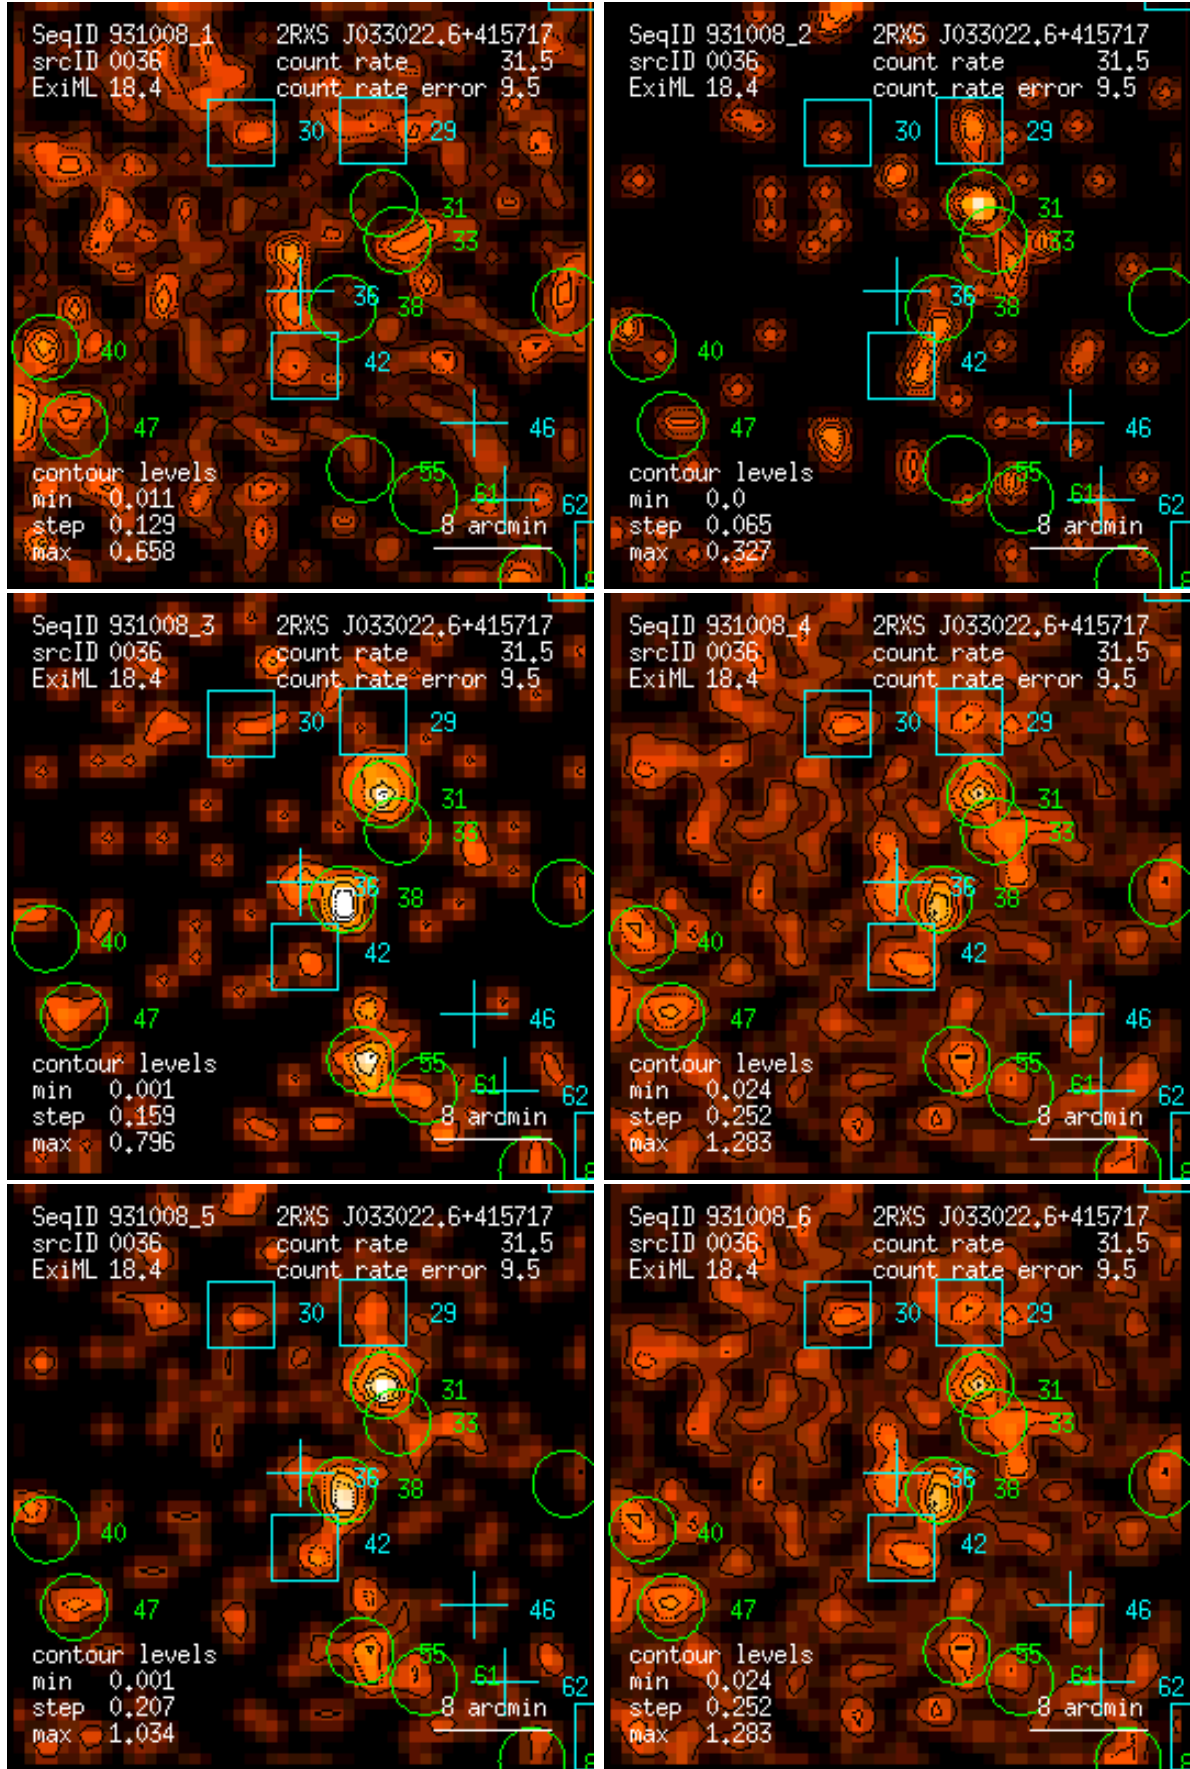 SeqID 931008_1 2RXS J033022.6+415717
srcID 0036 count rate 31.5
ExiML 18.4 count rate error 9.5
30 29
31
33
36 38
40 42
47 46
contour levels 55
min 0.011 61 62
step 0.129 8 arcmin
max 0.658
SeqID 931008_2 2RXS J033022.6+415717
srcID 0036 count rate 31.5
ExiML 18.4 count rate error 9.5
30 29
31
33
36 38
40 42
47 46
contour levels 55
min 0.0 61 62
step 0.065 8 arcmin
max 0.327
SeqID 931008_3 2RXS J033022.6+415717
srcID 0036 count rate 31.5
ExiML 18.4 count rate error 9.5
30 29
31
33
36 38
40 42
47 46
contour levels 55
min 0.001 61 62
step 0.159 8 arcmin
max 0.796
SeqID 931008_4 2RXS J033022.6+415717
srcID 0036 count rate 31.5
ExiML 18.4 count rate error 9.5
30 29
31
33
36 38
40 42
47 46
contour levels 55
min 0.024 61 62
step 0.252 8 arcmin
max 1.283
SeqID 931008_5 2RXS J033022.6+415717
srcID 0036 count rate 31.5
ExiML 18.4 count rate error 9.5
30 29
31
33
36 38
40 42
47 46
contour levels 55
min 0.001 61 62
step 0.207 8 arcmin
max 1.034
SeqID 931008_6 2RXS J033022.6+415717
srcID 0036 count rate 31.5
ExiML 18.4 count rate error 9.5
30 29
31
33
36 38
40 42
47 46
contour levels 55
min 0.024 61 62
step 0.252 8 arcmin
max 1.283